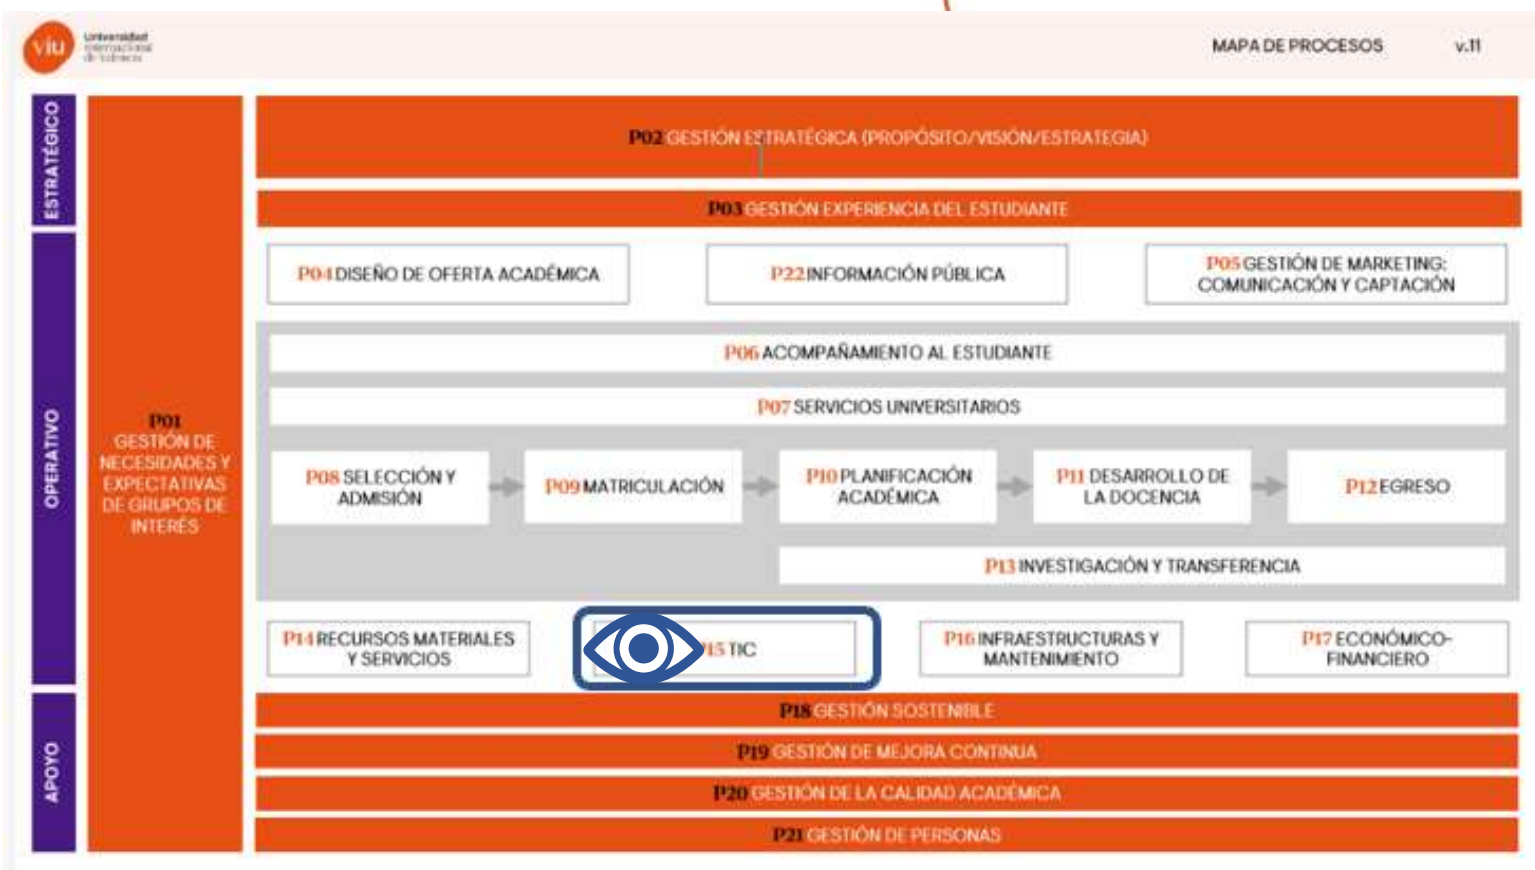 viu
Universidad
Internacional
de Valencia
MAPA DE PROCESOS v.11
ESTRATÉGICO
P02 GESTIÓN ESTRATÉGICA (PROPÓSITO/VISIÓN/ESTRATEGIA)
P03 GESTIÓN EXPERIENCIA DEL ESTUDIANTE
OPERATIVO
P01
GESTIÓN DE
NECESIDADES Y
EXPECTATIVAS
DE GRUPOS DE
INTERÉS
P04 DISEÑO DE OFERTA ACADÉMICA
P22 INFORMACIÓN PÚBLICA
P05 GESTIÓN DE MARKETING:
COMUNICACIÓN Y CAPTACIÓN
P06 ACOMPAÑAMIENTO AL ESTUDIANTE
P07 SERVICIOS UNIVERSITARIOS
P08 SELECCIÓN Y
ADMISIÓN
P09 MATRICULACIÓN
P10 PLANIFICACIÓN
ACADÉMICA
P11 DESARROLLO DE
LA DOCENCIA
P12 EGRESO
P13 INVESTIGACIÓN Y TRANSFERENCIA
P14 RECURSOS MATERIALES
Y SERVICIOS
P15 TIC
P16 INFRAESTRUCTURAS Y
MANTENIMIENTO
P17 ECONÓMICO-
FINANCIERO
APOYO
P18 GESTIÓN SOSTENIBLE
P19 GESTIÓN DE MEJORA CONTINUA
P20 GESTIÓN DE LA CALIDAD ACADÉMICA
P21 GESTIÓN DE PERSONAS